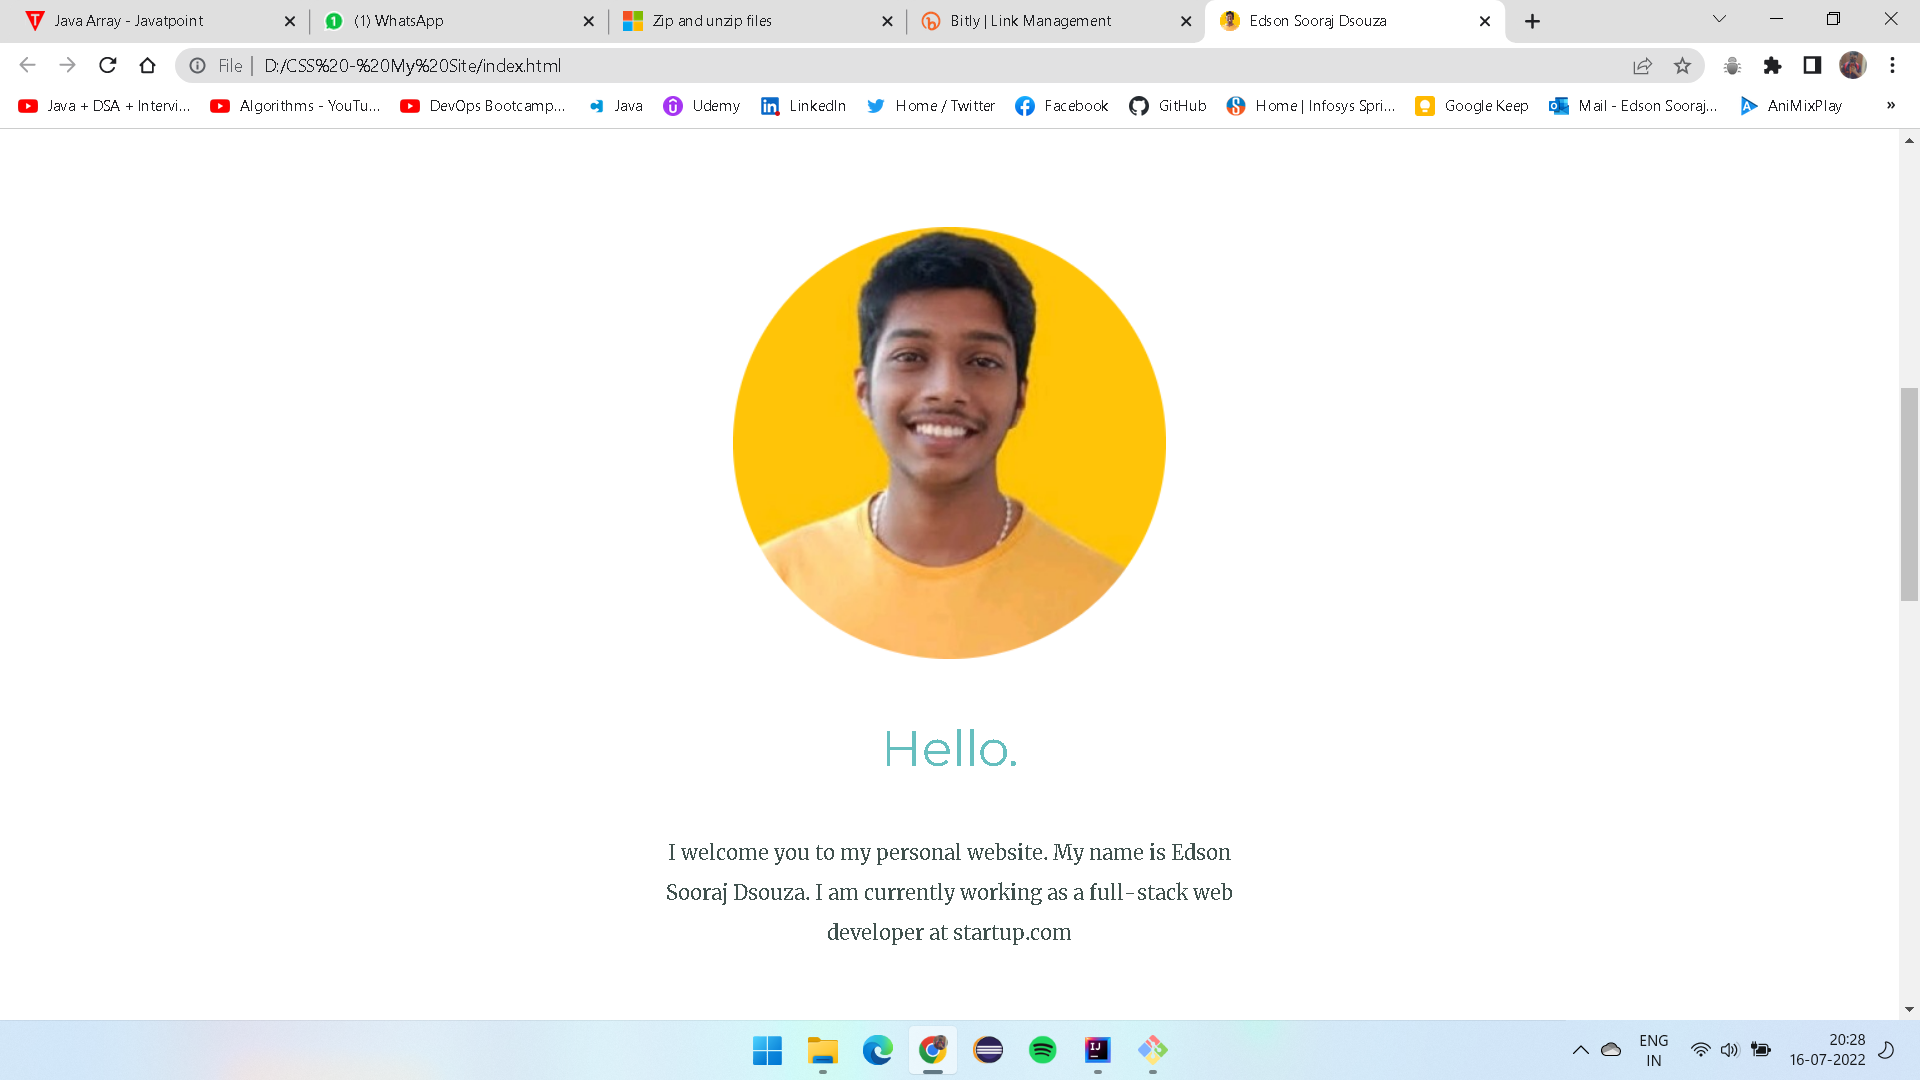 Java Array - Javatpoint
(1) WhatsApp
Zip and unzip files
Bitly | Link Management
Edson Sooraj Dsouza
File | D:/CSS%20-%20My%20Site/index.html
Java + DSA + Intervi...
Algorithms - YouTu...
DevOps Bootcamp...
Java
Udemy
LinkedIn
Home / Twitter
Facebook
GitHub
Home | Infosys Spri...
Google Keep
Mail - Edson Sooraj...
AniMixPlay
»
Hello.
I welcome you to my personal website. My name is Edson
Sooraj Dsouza. I am currently working as a full-stack web
developer at startup.com
ENG
IN
20:28
16-07-2022